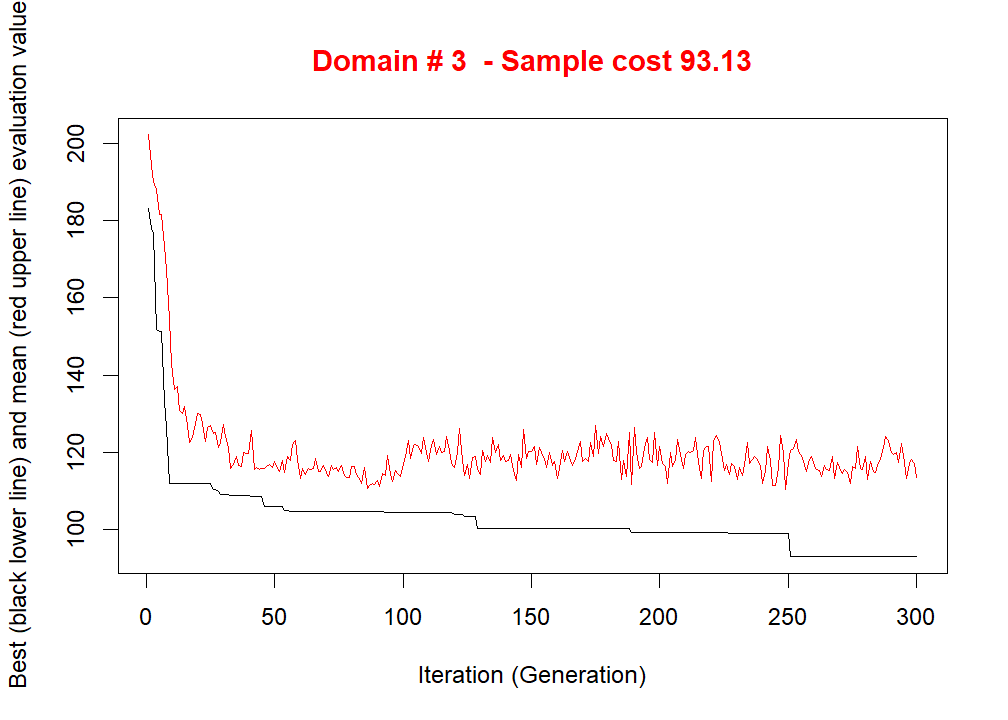 Domain # 3  - Sample cost 93.13
Best (black lower line) and mean (red upper line) evaluation value
200
180
160
140
120
100
0 50 100 150 200 250 300
Iteration (Generation)